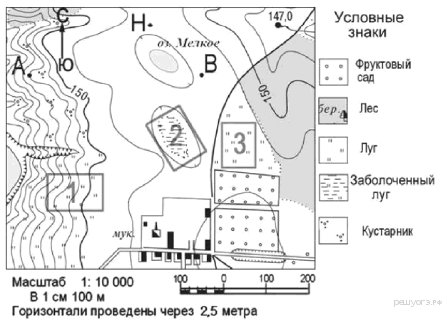 С
Н
147,0
оз. Мелкое
А
Ю
В
150
150
2
3
1
мук.
Условные
знаки
Фруктовый
сад
бер.
Лес
Луг
Заболоченный
луг
Кустарник
Масштаб 1: 10 000
В 1 см 100 м
100 0 100 200
Горизонтали проведены через 2,5 метра
решуогэ.рф